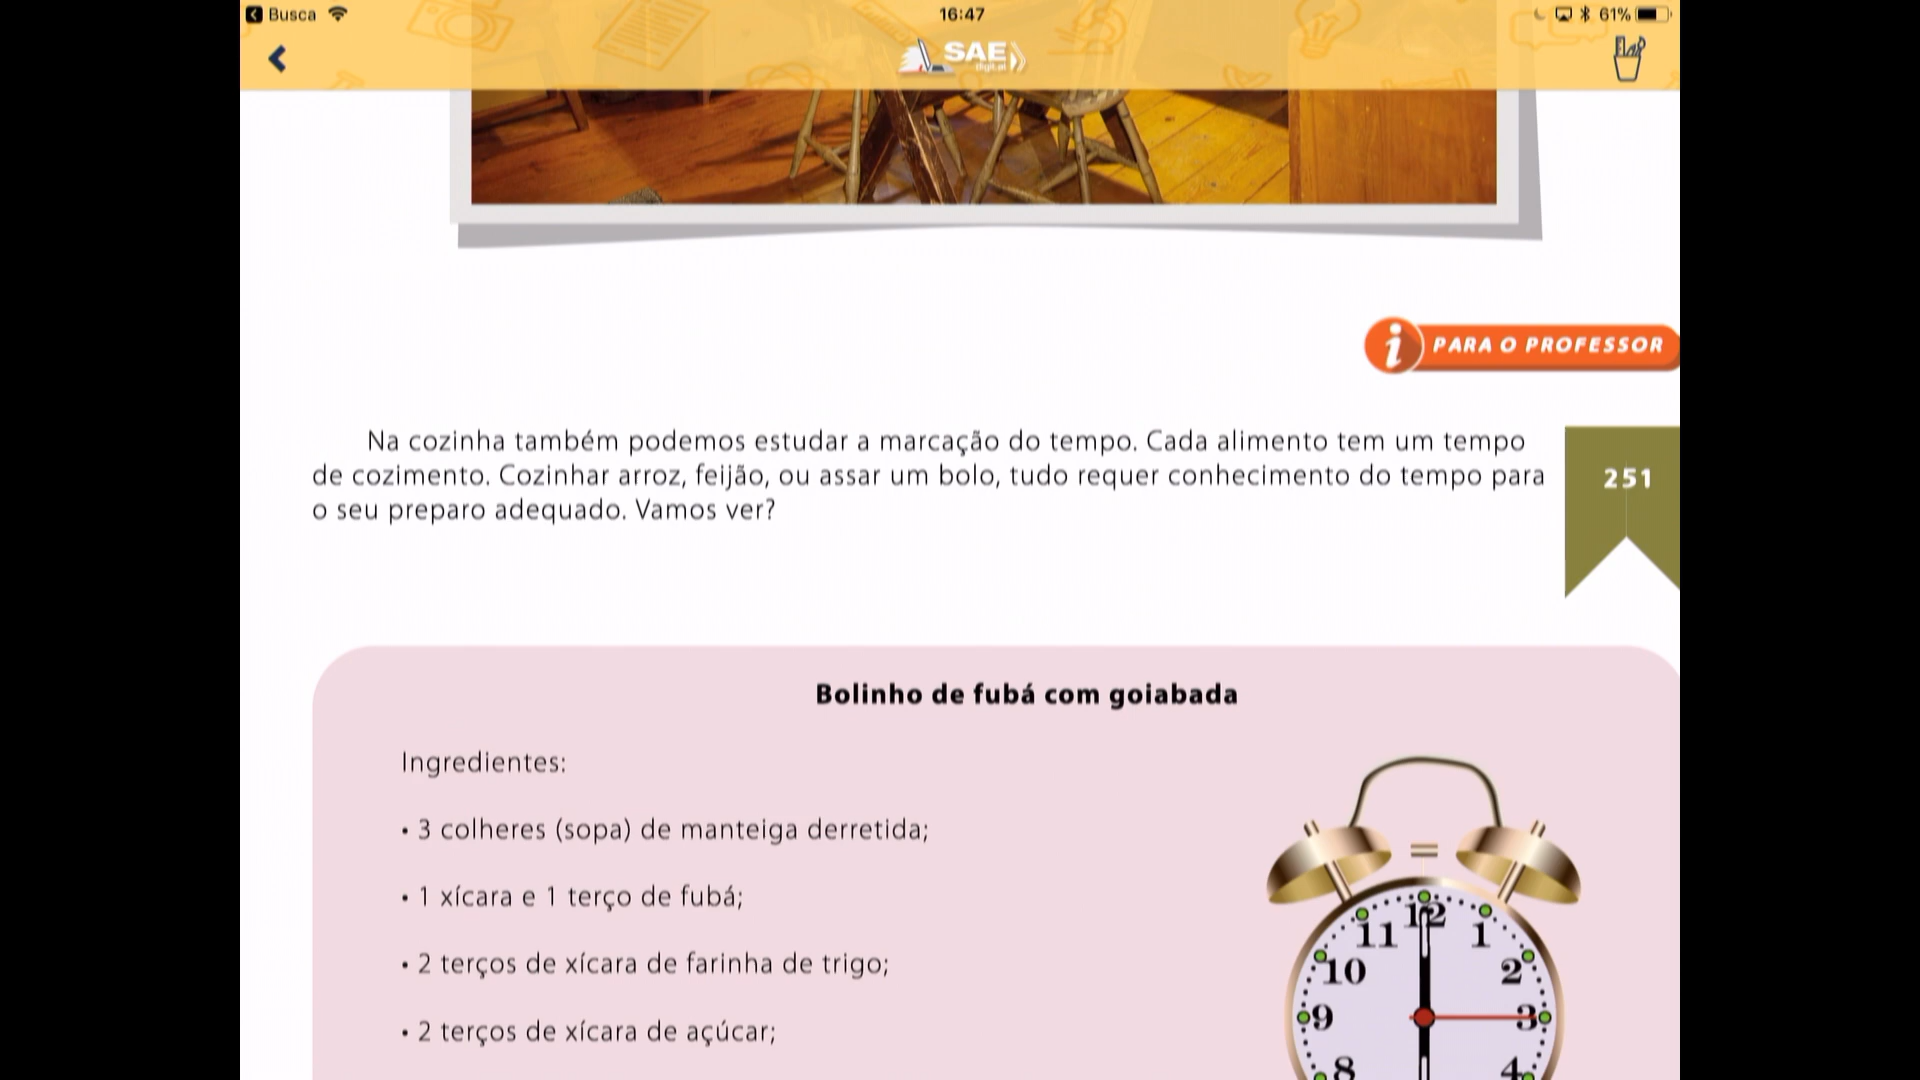 Busca
16:47
61%
SAE
digital
PARA O PROFESSOR
Na cozinha também podemos estudar a marcação do tempo. Cada alimento tem um tempo
de cozimento. Cozinhar arroz, feijão, ou assar um bolo, tudo requer conhecimento do tempo para
o seu preparo adequado. Vamos ver?
251
Bolinho de fubá com goiabada
Ingredientes:
• 3 colheres (sopa) de manteiga derretida;
• 1 xícara e 1 terço de fubá;
• 2 terços de xícara de farinha de trigo;
• 2 terços de xícara de açúcar;
12
11
1
10
2
9
3
8
4